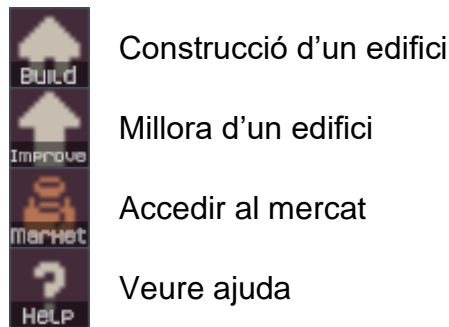 Build
Construcció d'un edifici
Improve
Millora d'un edifici
Market
Accedir al mercat
Help
Veure ajuda